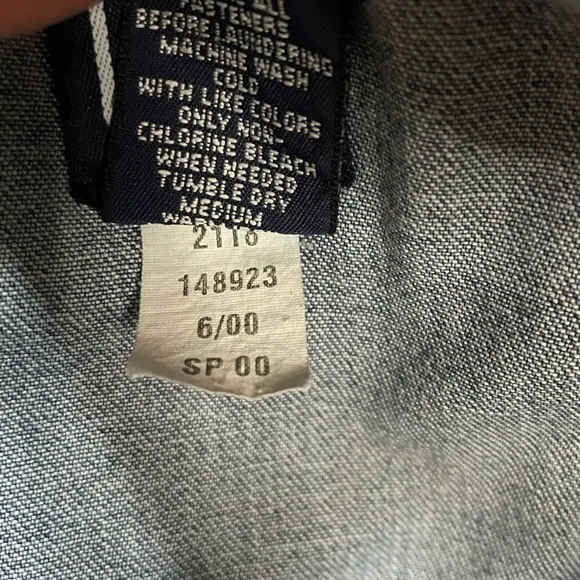 ALL
FASTENERS
BEFORE LAUNDERING
MACHINE WASH
COLD
WITH LIKE COLORS
ONLY NON-
CHLORINE BLEACH
WHEN NEEDED
TUMBLE DRY
MEDIUM
148923
6/00
SP 00